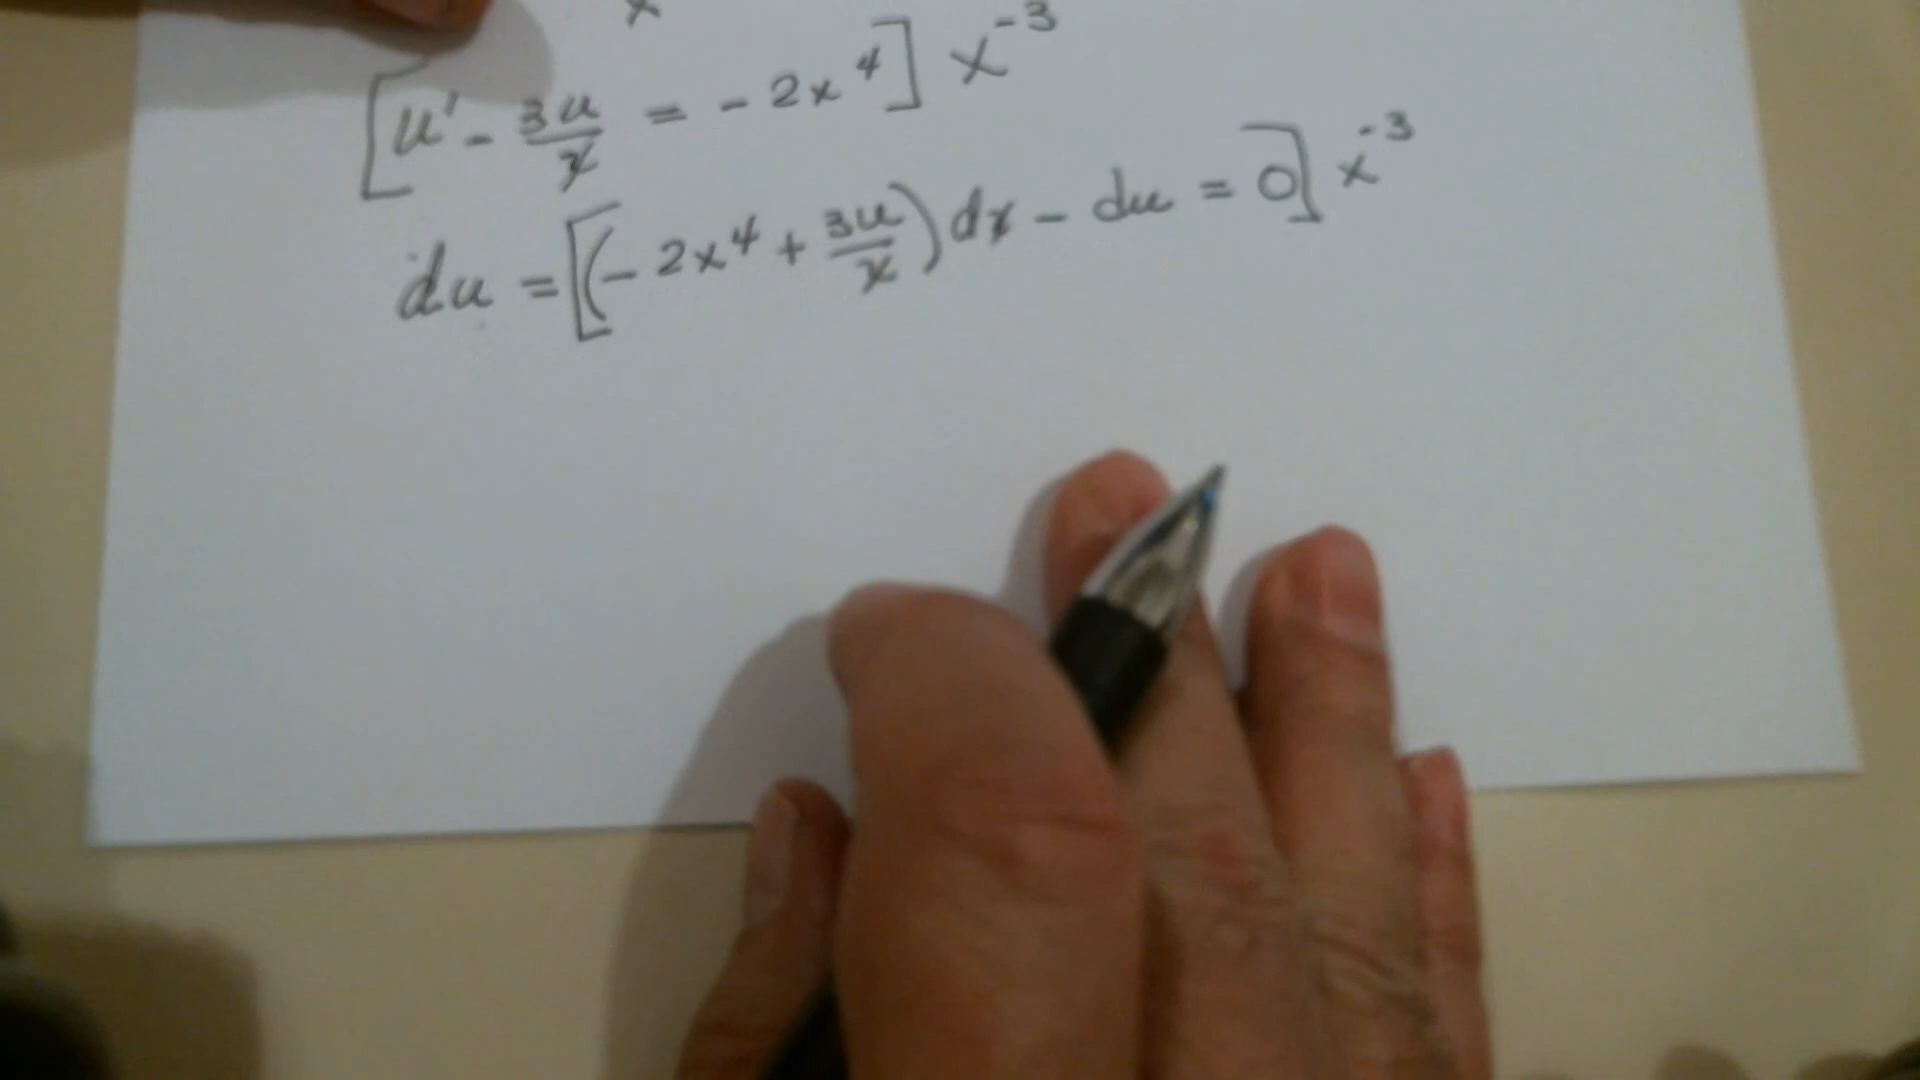 x
[u' - 3u/x = -2x^4] x^-3
du = [(-2x^4 + 3u/x)dx - du = 0] x^-3